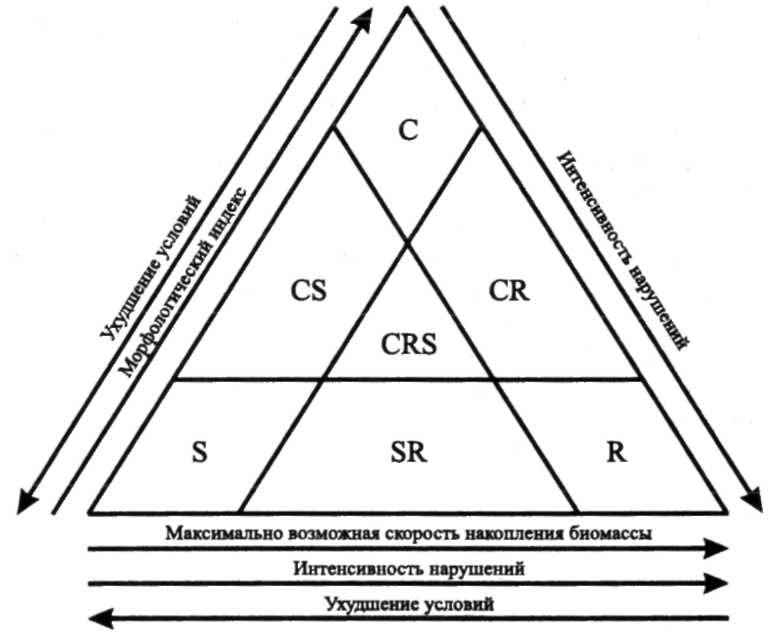 C
Ухудшение условий
Морфологический индекс
Интенсивность нарушений
CS
CR
CRS
S
SR
R
Максимально возможная скорость накопления биомассы
Интенсивность нарушений
Ухудшение условий